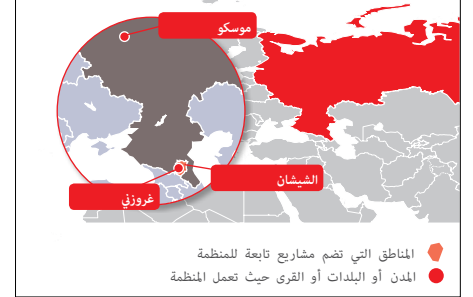 موسكو
الشيشان
غروزني
المناطق التي تضم مشاريع تابعة للمنظمة
المدن أو البلدات أو القرى حيث تعمل المنظمة